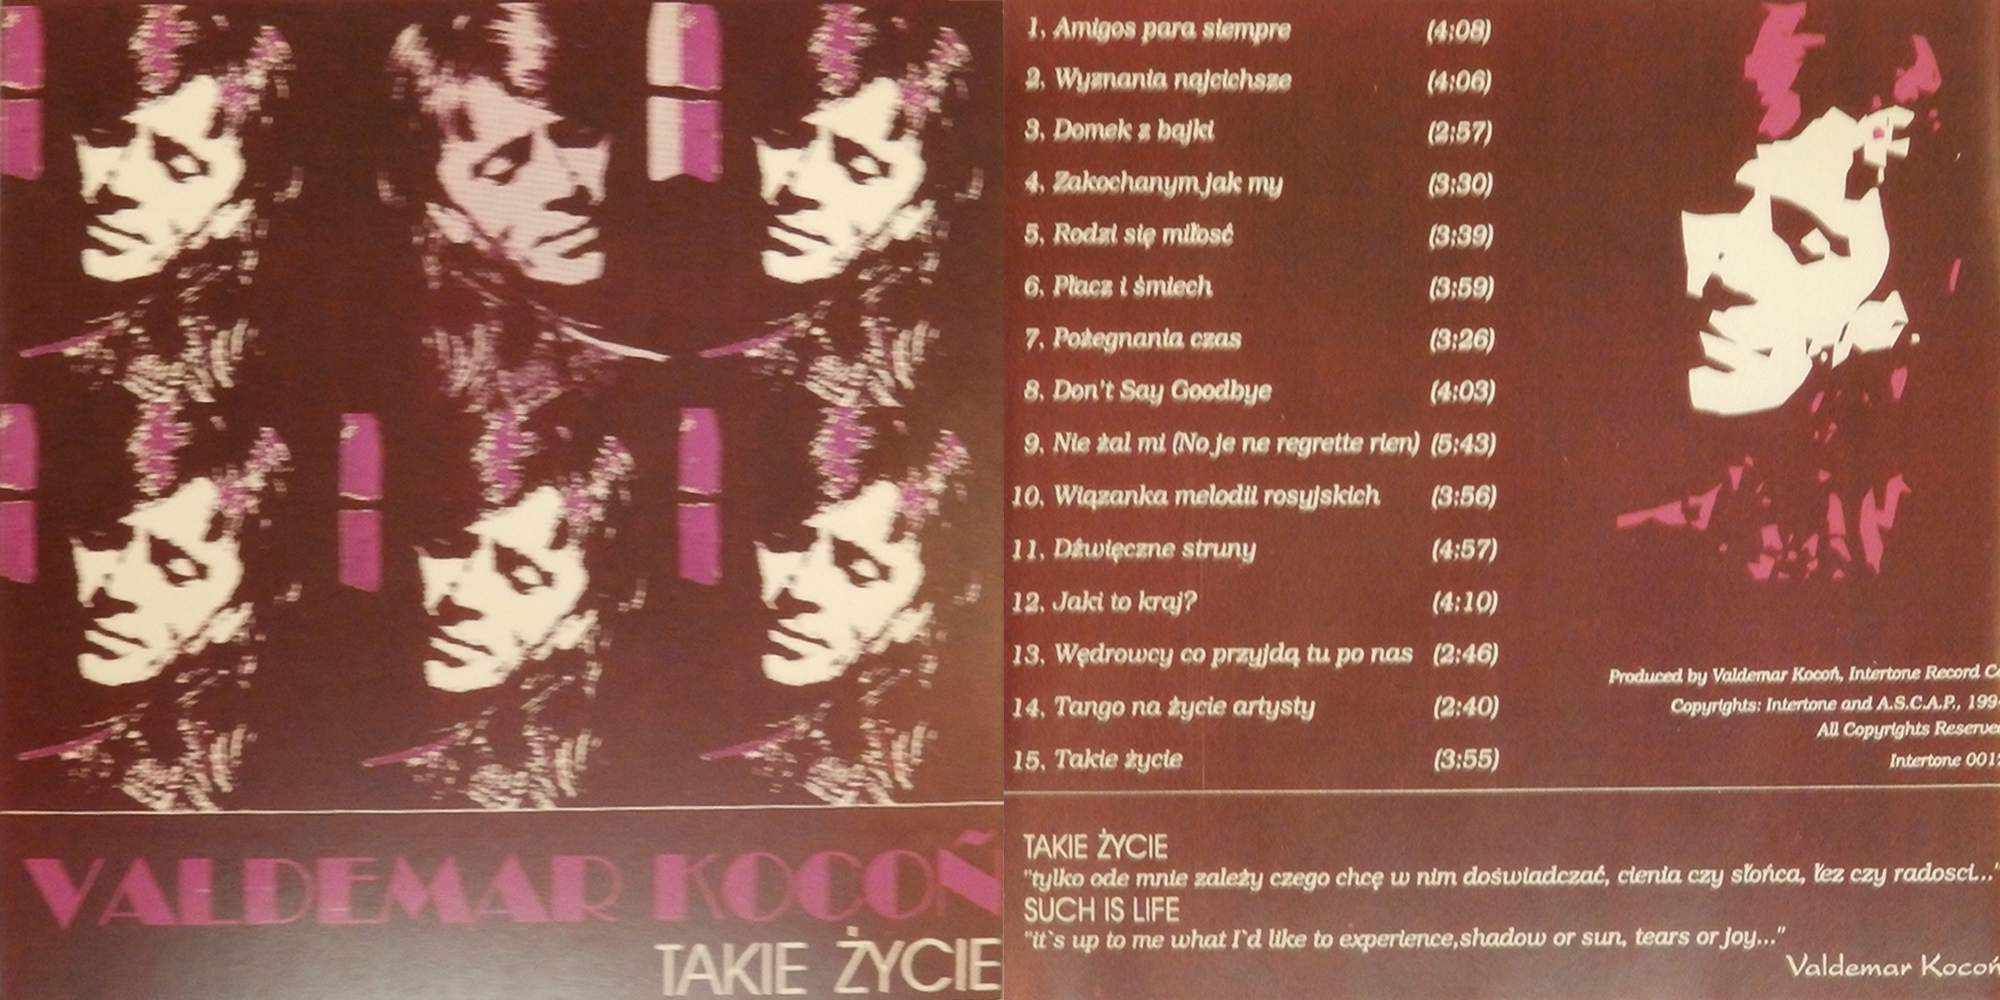 VALDEMAR KOCOŃ
TAKIE ŻYCIE
1. Amigos para siempre (4:08)
2. Wyznania najcichsze (4:06)
3. Domek z bajki (2:57)
4. Zakochanym jak my (3:30)
5. Rodzi się miłosć (3:39)
6. Płacz i śmiech (3:59)
7. Pożegnania czas (3:26)
8. Don't Say Goodbye (4:03)
9. Nie żal mi (No je ne regrette rien) (5:43)
10. Wiązanka melodii rosyjskich (3:56)
11. Dźwięczne struny (4:57)
12. Jaki to kraj? (4:10)
13. Wędrowcy co przyjdą tu po nas (2:46)
14. Tango na życie artysty (2:40)
15. Takie życie (3:55)
Produced by Valdemar Kocoń, Intertone Record
Copyrights: Intertone and A.S.C.A.P.,
All Copyrights
Intertone
TAKIE ŻYCIE
"tylko ode mnie zależy czego chcę w nim doświadczać, cienia czy słońca, łez czy radosci..."
SUCH IS LIFE
"it`s up to me what I`d like to experience,shadow or sun, tears or joy..."
Valdemar Kocoń